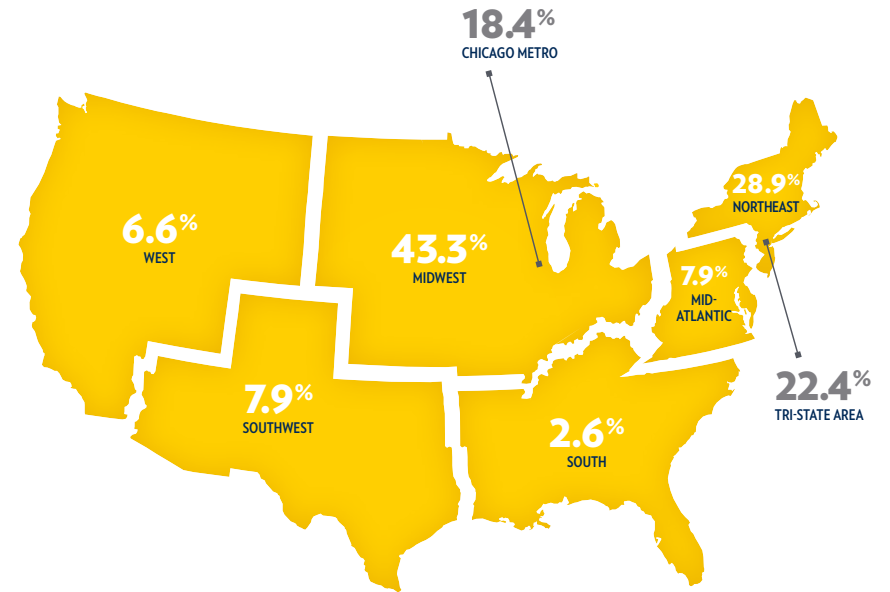 18.4%
CHICAGO METRO
28.9%
NORTHEAST
6.6%
WEST
43.3%
MIDWEST
7.9%
MID-
ATLANTIC
22.4%
TRI-STATE AREA
7.9%
SOUTHWEST
2.6%
SOUTH